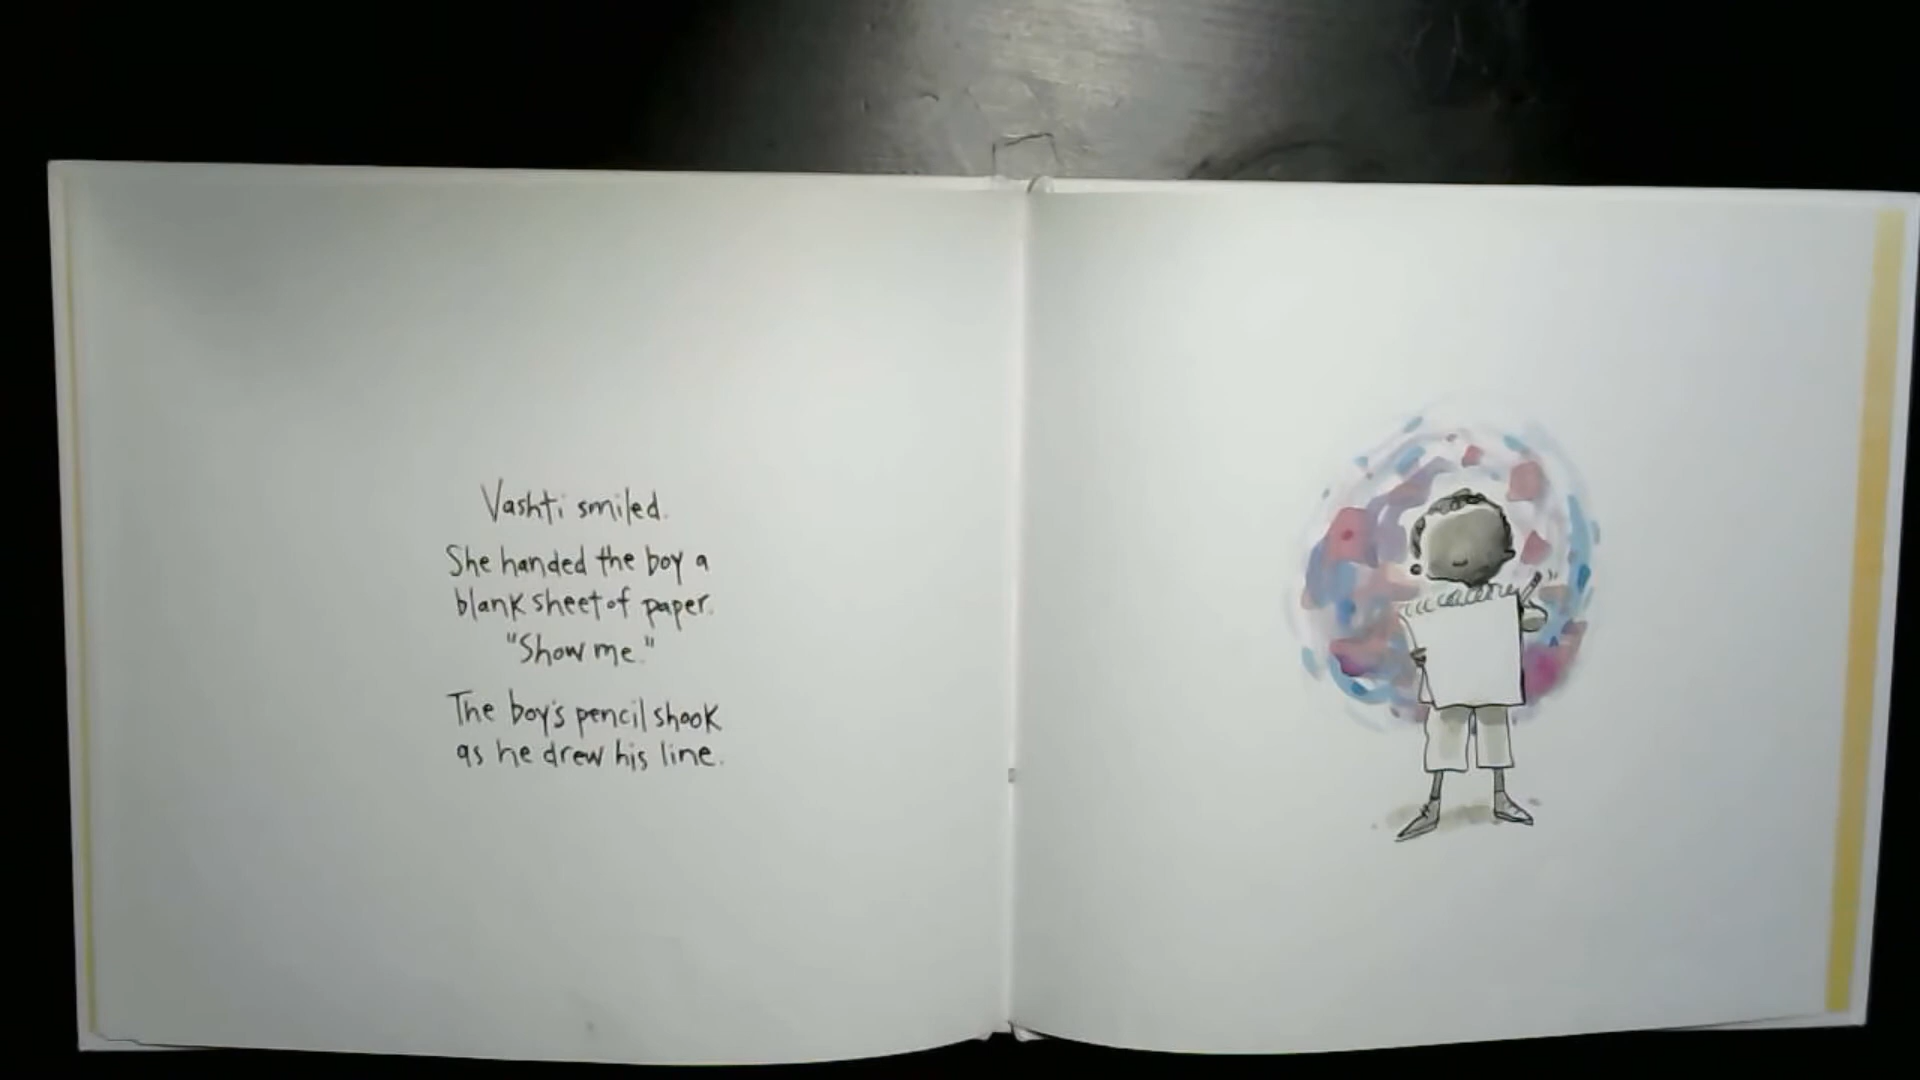 Vashti smiled.
She handed the boy a
blank sheet of paper.
"Show me."
The boy's pencil shook
as he drew his line.